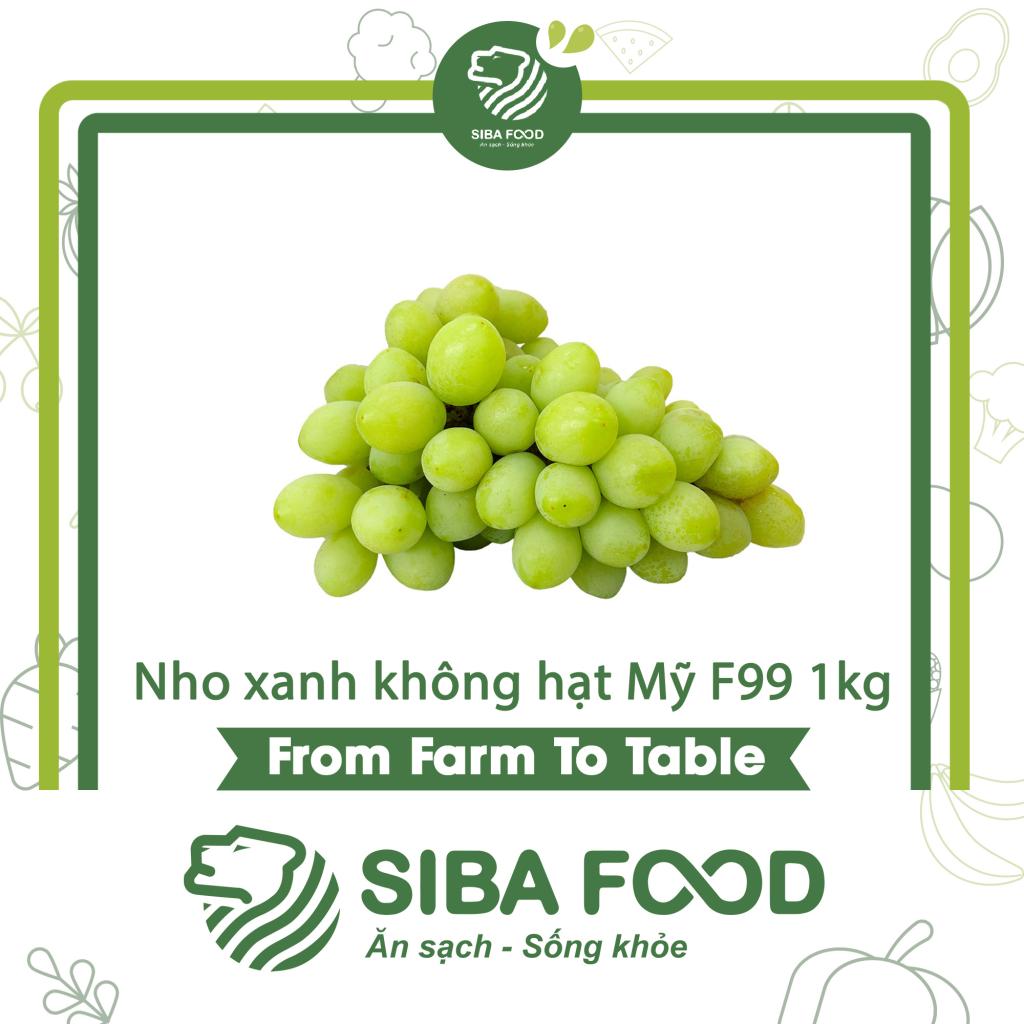 SIBA FOOD
Ăn sạch - Sống khỏe
Nho xanh không hạt Mỹ F99 1kg
From Farm To Table
SIBA FOOD
Ăn sạch - Sống khỏe